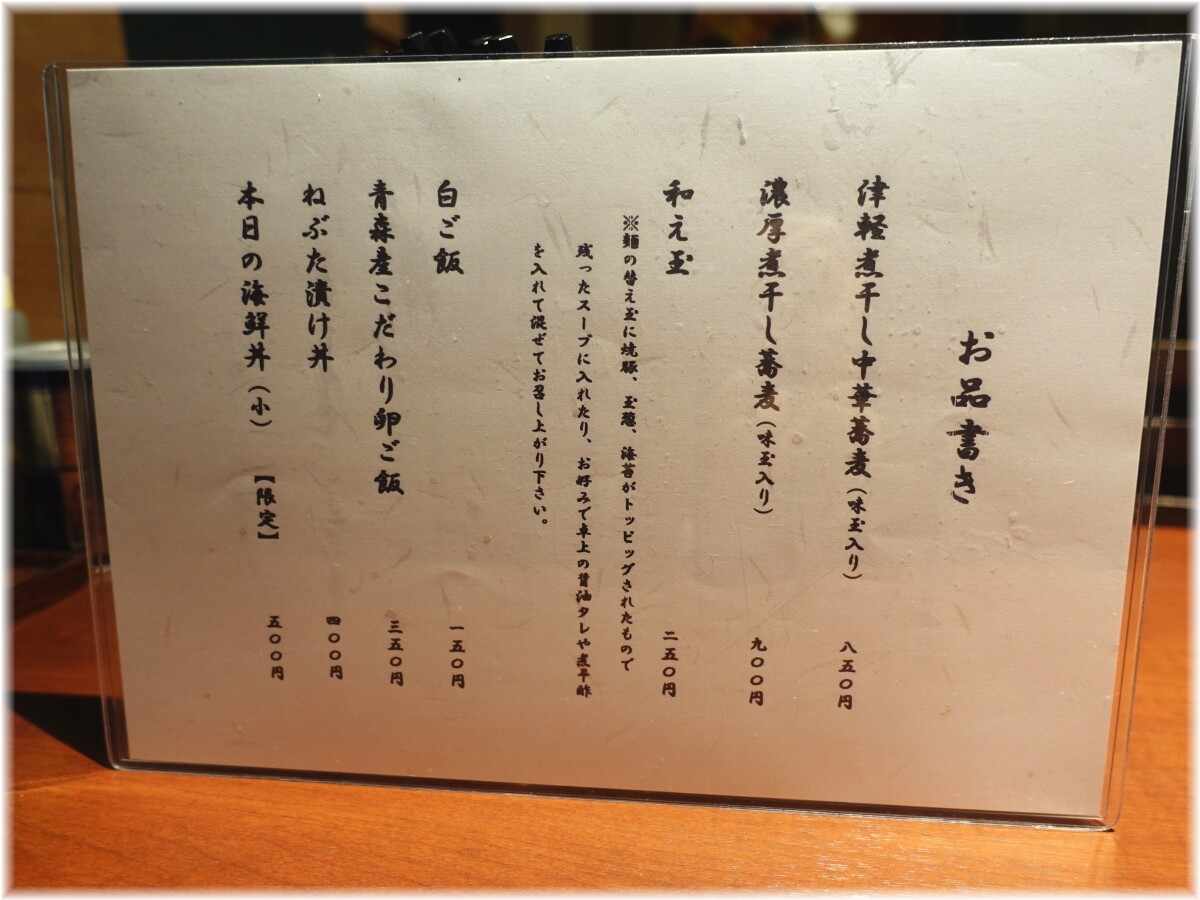 お品書き
津軽煮干し中華蕎麦（味玉入り） 八五〇円
濃厚煮干し蕎麦（味玉入り） 九〇〇円
和え玉 二五〇円
※麺の替え玉に焼豚、玉葱、海苔がトッピッグされたもので
残ったスープに入れたり、お好みで卓上の醤油タレや煮干酢
を入れて混ぜてお召し上がり下さい。
白ご飯 一五〇円
青森産こだわり卵ご飯 三五〇円
ねぶた漬け丼 四〇〇円
本日の海鮮丼（小）【限定】 五〇〇円